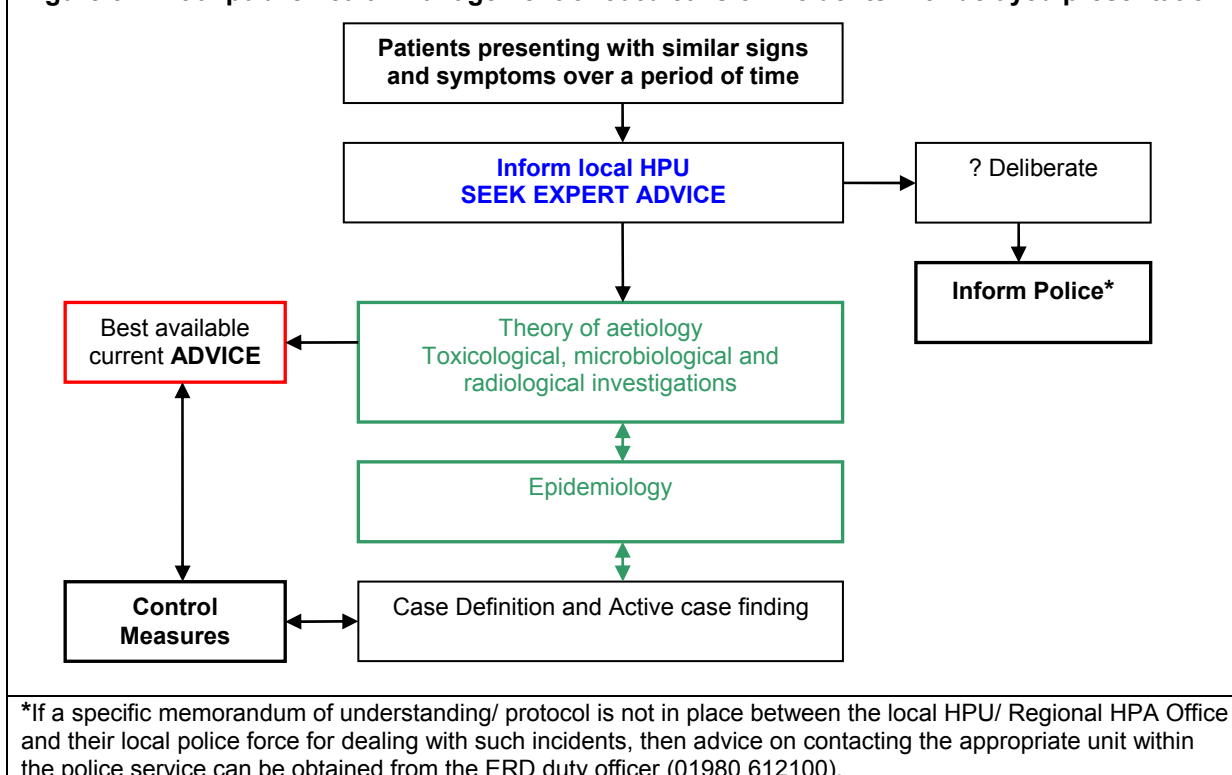 Patients presenting with similar signs
and symptoms over a period of time
Inform local HPU
SEEK EXPERT ADVICE
? Deliberate
Inform Police*
Best available
current ADVICE
Theory of aetiology
Toxicological, microbiological and
radiological investigations
Epidemiology
Control
Measures
Case Definition and Active case finding
*If a specific memorandum of understanding/ protocol is not in place between the local HPU/ Regional HPA Office
and their local police force for dealing with such incidents, then advice on contacting the appropriate unit within
the police service can be obtained from the ERD duty officer (01980 612100).